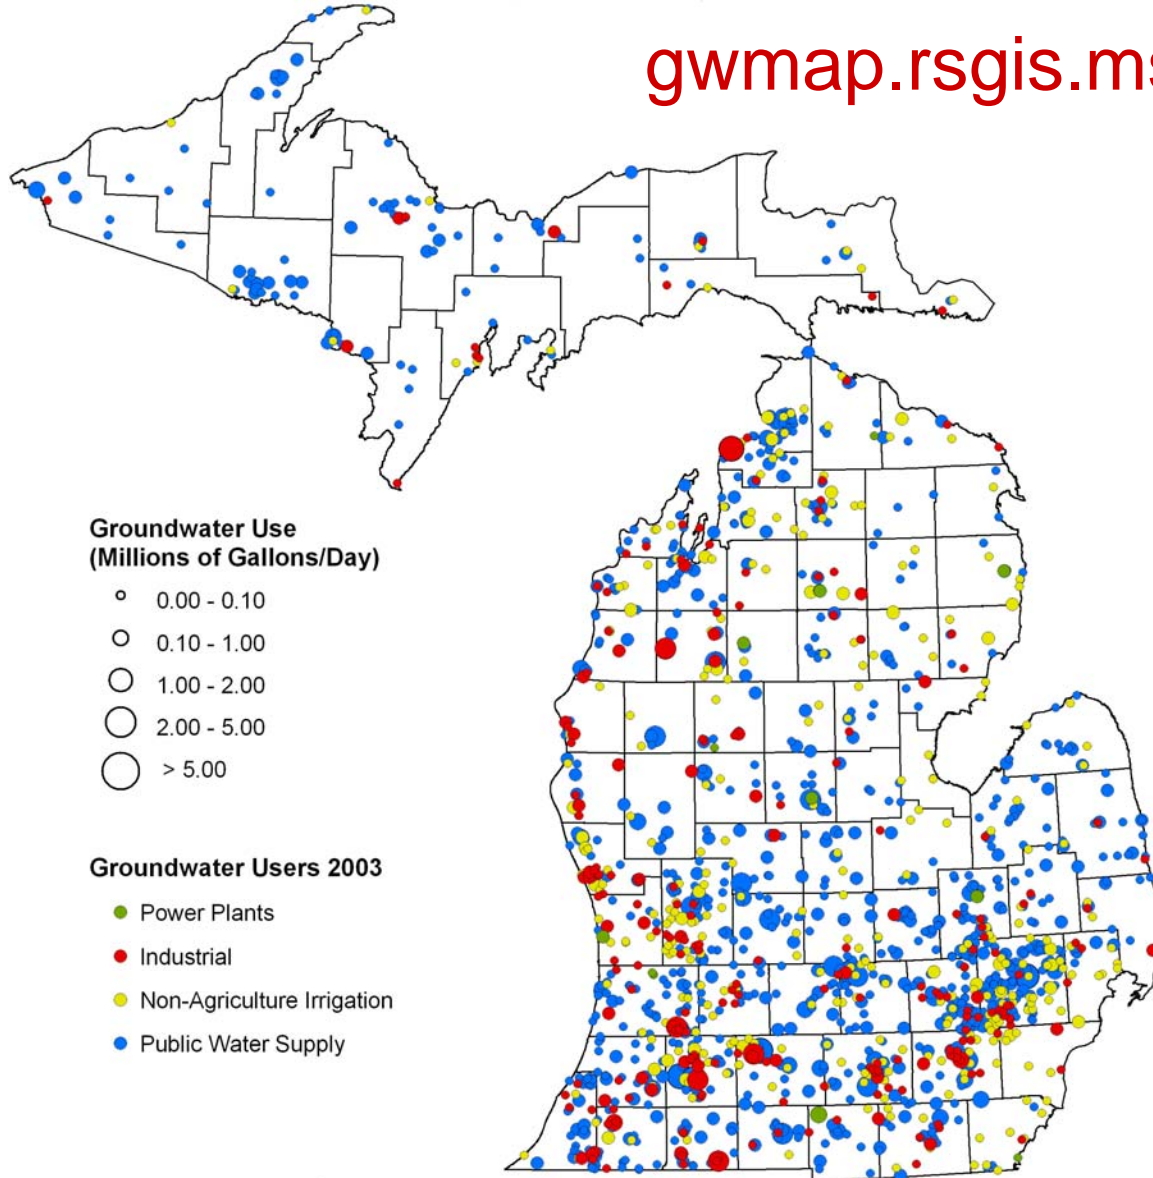 gwmap.rsgis.ms
Groundwater Use
(Millions of Gallons/Day)
0.00 - 0.10
0.10 - 1.00
1.00 - 2.00
2.00 - 5.00
> 5.00
Groundwater Users 2003
Power Plants
Industrial
Non-Agriculture Irrigation
Public Water Supply